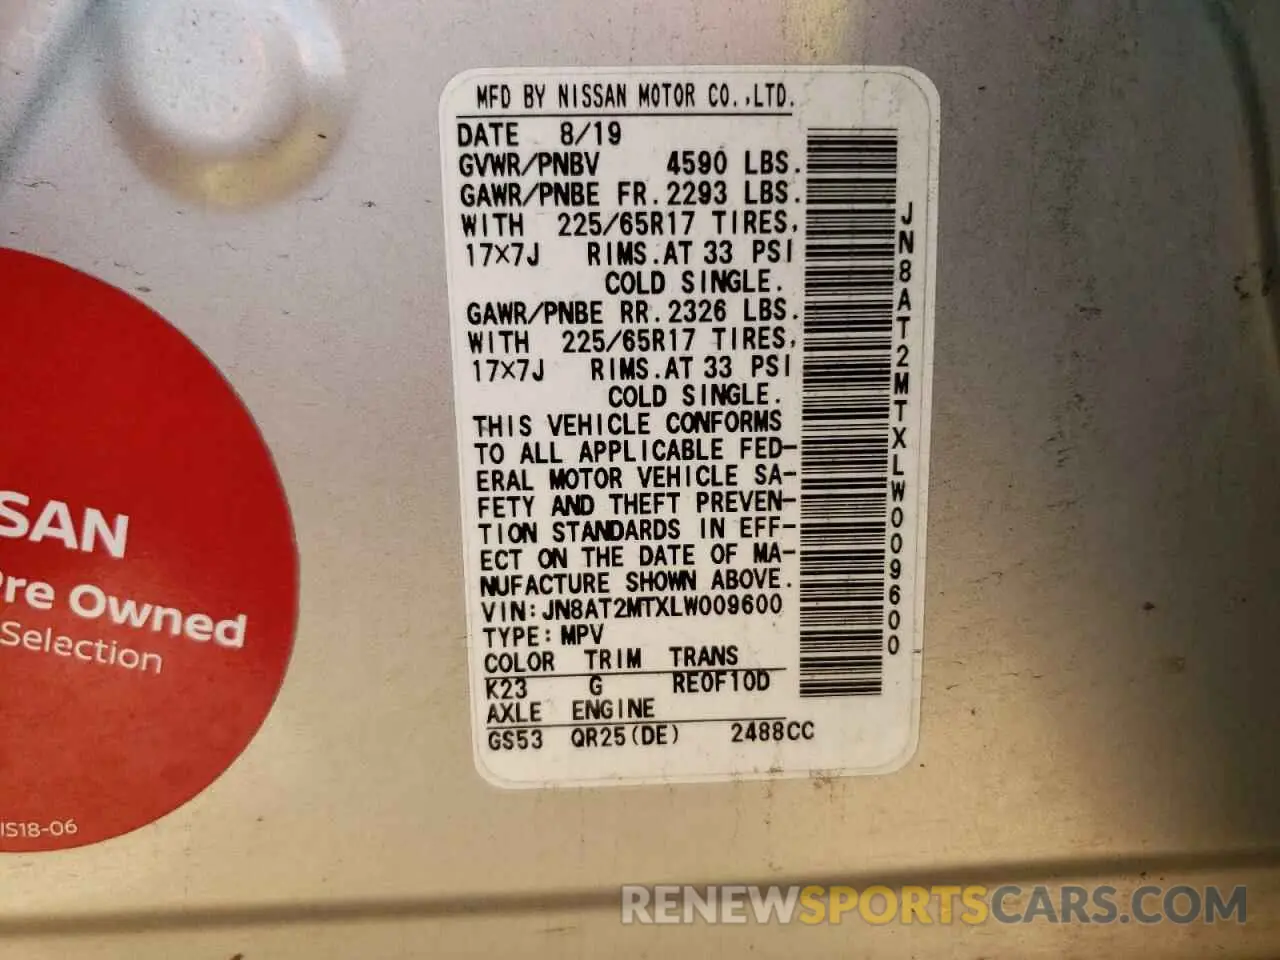 MFD BY NISSAN MOTOR CO.,LTD.
DATE 8/19
GVWR/PNBV 4590 LBS.
GAWR/PNBE FR. 2293 LBS.
WITH 225/65R17 TIRES,
17×7J RIMS.AT 33 PSI
COLD SINGLE.
GAWR/PNBE RR. 2326 LBS.
WITH 225/65R17 TIRES,
17×7J RIMS.AT 33 PSI
COLD SINGLE.
THIS VEHICLE CONFORMS
TO ALL APPLICABLE FED-
ERAL MOTOR VEHICLE SA-
FETY AND THEFT PREVEN-
TION STANDARDS IN EFF-
ECT ON THE DATE OF MA-
NUFACTURE SHOWN ABOVE.
VIN:JN8AT2MTXLW009600
TYPE:MPV
COLOR TRIM TRANS
K23 G RE0F10D
AXLE ENGINE
GS53 QR25(DE) 2488CC
JN8AT2MTXLW009600
SSAN
Pre Owned
Selection
IS18-06
RENEWSPORTSCARS.COM